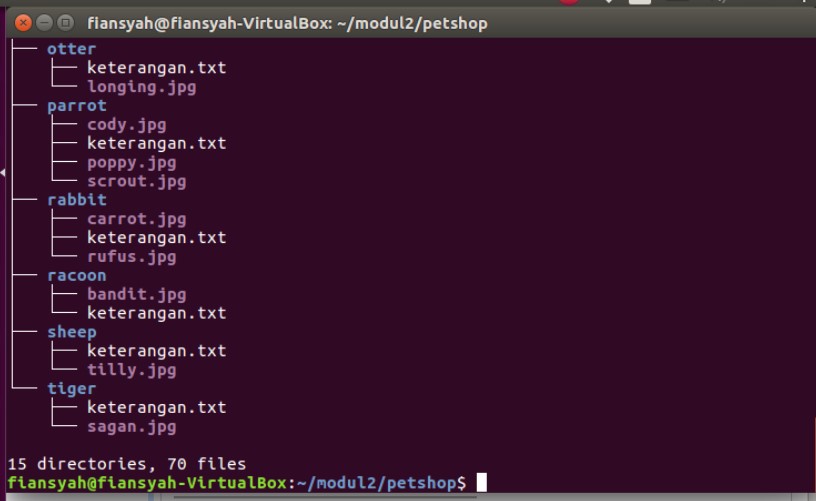 fiansyah@fiansyah-VirtualBox: ~/modul2/petshop
├── otter
│   ├── keterangan.txt
│   └── longing.jpg
├── parrot
│   ├── cody.jpg
│   ├── keterangan.txt
│   ├── poppy.jpg
│   └── scrout.jpg
├── rabbit
│   ├── carrot.jpg
│   ├── keterangan.txt
│   └── rufus.jpg
├── racoon
│   ├── bandit.jpg
│   └── keterangan.txt
├── sheep
│   ├── keterangan.txt
│   └── tilly.jpg
└── tiger
    ├── keterangan.txt
    └── sagan.jpg
15 directories, 70 files
fiansyah@fiansyah-VirtualBox:~/modul2/petshop$